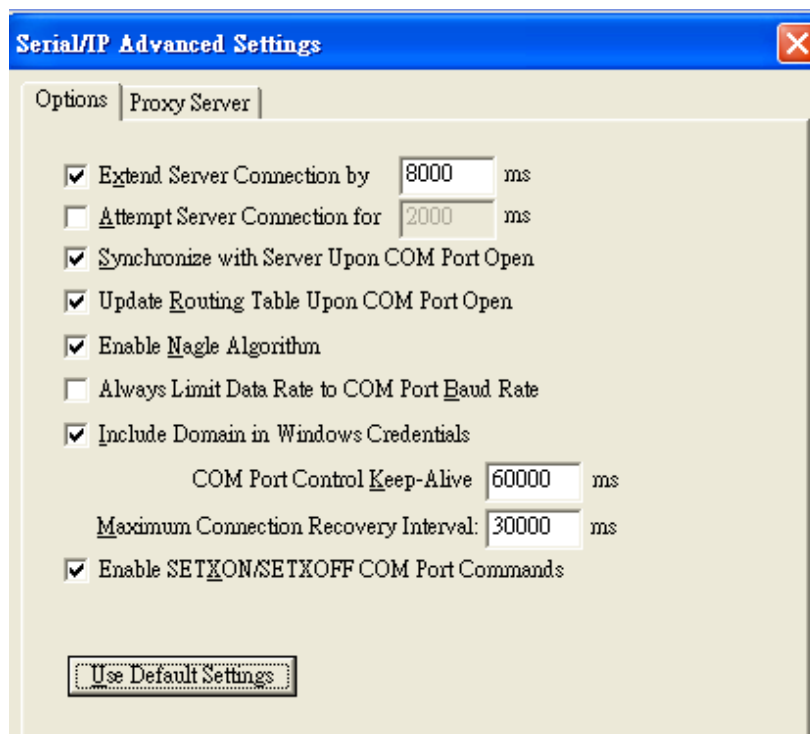 Serial/IP Advanced Settings
Options Proxy Server
Extend Server Connection by 8000 ms
Attempt Server Connection for 2000 ms
Synchronize with Server Upon COM Port Open
Update Routing Table Upon COM Port Open
Enable Nagle Algorithm
Always Limit Data Rate to COM Port Baud Rate
Include Domain in Windows Credentials
COM Port Control Keep-Alive 60000 ms
Maximum Connection Recovery Interval: 30000 ms
Enable SETXON/SETXOFF COM Port Commands
Use Default Settings